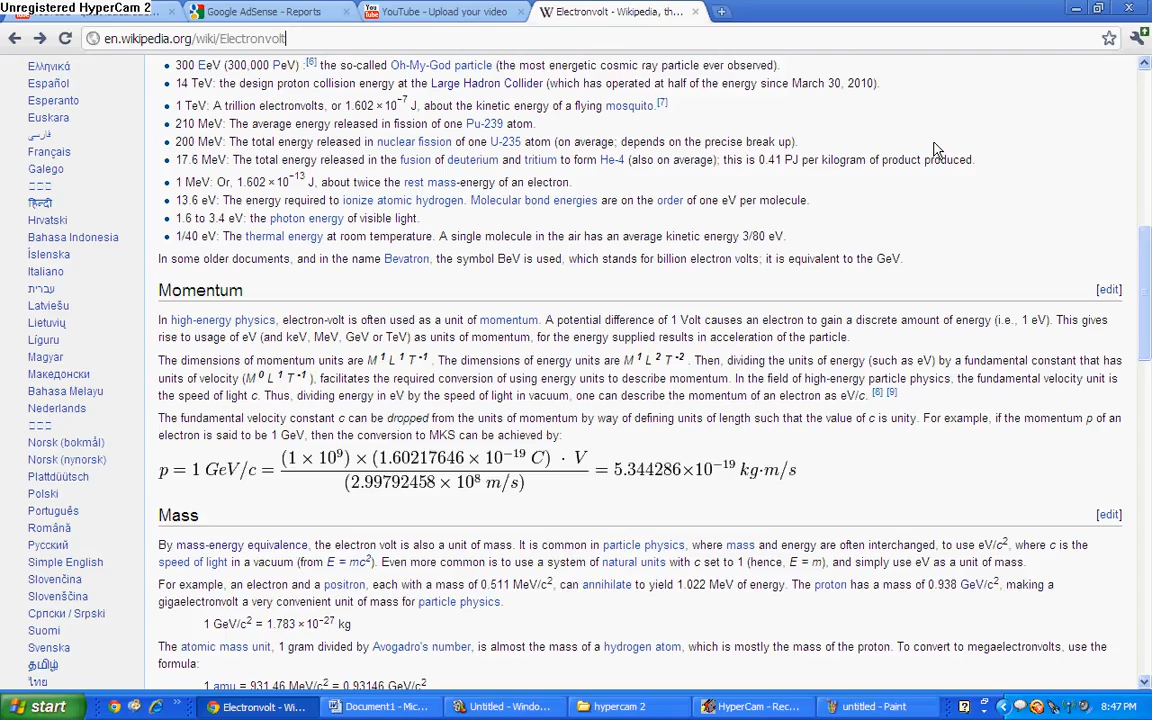 Unregistered HyperCam 2
Google AdSense - Reports
YouTube - Upload your video
Electronvolt - Wikipedia, th...
en.wikipedia.org/wiki/Electronvolt
Ελληνικά
Español
Esperanto
Euskara
فارسی
Français
Galego
हिन्दी
Hrvatski
Bahasa Indonesia
Íslenska
Italiano
עברית
Latviešu
Lietuvių
Líguru
Magyar
Македонски
Bahasa Melayu
Nederlands
Norsk (bokmål)
Norsk (nynorsk)
Plattdüütsch
Polski
Português
Română
Русский
Simple English
Slovenčina
Slovenščina
Српски / Srpski
Suomi
Svenska
தமிழ்
ไทย
300 EeV (300,000 PeV) :[6] the so-called Oh-My-God particle (the most energetic cosmic ray particle ever observed).
14 TeV: the design proton collision energy at the Large Hadron Collider (which has operated at half of the energy since March 30, 2010).
1 TeV: A trillion electronvolts, or 1.602×10−7 J, about the kinetic energy of a flying mosquito.[7]
210 MeV: The average energy released in fission of one Pu-239 atom.
200 MeV: The total energy released in nuclear fission of one U-235 atom (on average; depends on the precise break up).
17.6 MeV: The total energy released in the fusion of deuterium and tritium to form He-4 (also on average); this is 0.41 PJ per kilogram of product produced.
1 MeV: Or, 1.602×10−13 J, about twice the rest mass-energy of an electron.
13.6 eV: The energy required to ionize atomic hydrogen. Molecular bond energies are on the order of one eV per molecule.
1.6 to 3.4 eV: the photon energy of visible light.
1/40 eV: The thermal energy at room temperature. A single molecule in the air has an average kinetic energy 3/80 eV.
In some older documents, and in the name Bevatron, the symbol BeV is used, which stands for billion electron volts; it is equivalent to the GeV.
Momentum [edit]
In high-energy physics, electron-volt is often used as a unit of momentum. A potential difference of 1 Volt causes an electron to gain a discrete amount of energy (i.e., 1 eV). This gives
rise to usage of eV (and keV, MeV, GeV or TeV) as units of momentum, for the energy supplied results in acceleration of the particle.
The dimensions of momentum units are M 1 L 1 T -1. The dimensions of energy units are M 1 L 2 T -2. Then, dividing the units of energy (such as eV) by a fundamental constant that has
units of velocity (M 0 L 1 T -1), facilitates the required conversion of using energy units to describe momentum. In the field of high-energy particle physics, the fundamental velocity unit is
the speed of light c. Thus, dividing energy in eV by the speed of light in vacuum, one can describe the momentum of an electron as eV/c. [8] [9]
The fundamental velocity constant c can be dropped from the units of momentum by way of defining units of length such that the value of c is unity. For example, if the momentum p of an
electron is said to be 1 GeV, then the conversion to MKS can be achieved by:
p = 1 GeV/c = (1 × 10^9) × (1.60217646 × 10^−19 C) · V / (2.99792458 × 10^8 m/s) = 5.344286×10^−19 kg·m/s
Mass [edit]
By mass-energy equivalence, the electron volt is also a unit of mass. It is common in particle physics, where mass and energy are often interchanged, to use eV/c2, where c is the
speed of light in a vacuum (from E = mc2). Even more common is to use a system of natural units with c set to 1 (hence, E = m), and simply use eV as a unit of mass.
For example, an electron and a positron, each with a mass of 0.511 MeV/c2, can annihilate to yield 1.022 MeV of energy. The proton has a mass of 0.938 GeV/c2, making a
gigaelectronvolt a very convenient unit of mass for particle physics.
1 GeV/c2 = 1.783×10−27 kg
The atomic mass unit, 1 gram divided by Avogadro's number, is almost the mass of a hydrogen atom, which is mostly the mass of the proton. To convert to megaelectronvolts, use the
formula:
1 amu = 931.46 MeV/c2 = 0.93146 GeV/c2
start
Electronvolt - Wi...
Document1 - Mic...
Untitled - Windo...
hypercam 2
HyperCam - Rec...
untitled - Paint
8:47 PM